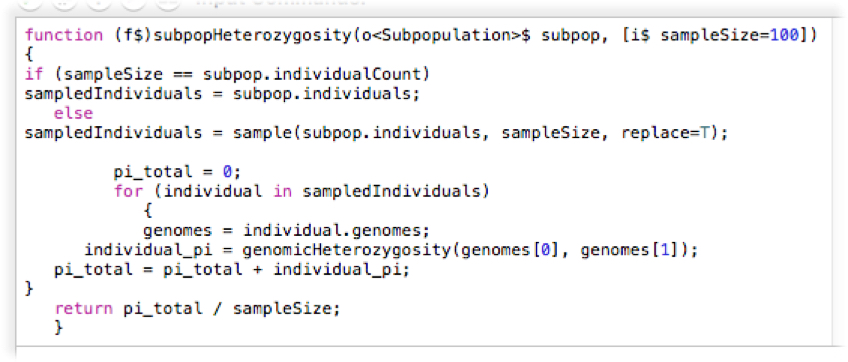 function (f$)subpopHeterozygosity(o<Subpopulation>$ subpop, [i$ sampleSize=100])
{
if (sampleSize == subpop.individualCount)
sampledIndividuals = subpop.individuals;
else
sampledIndividuals = sample(subpop.individuals, sampleSize, replace=T);
pi_total = 0;
for (individual in sampledIndividuals)
{
genomes = individual.genomes;
individual_pi = genomicHeterozygosity(genomes[0], genomes[1]);
pi_total = pi_total + individual_pi;
}
return pi_total / sampleSize;
}